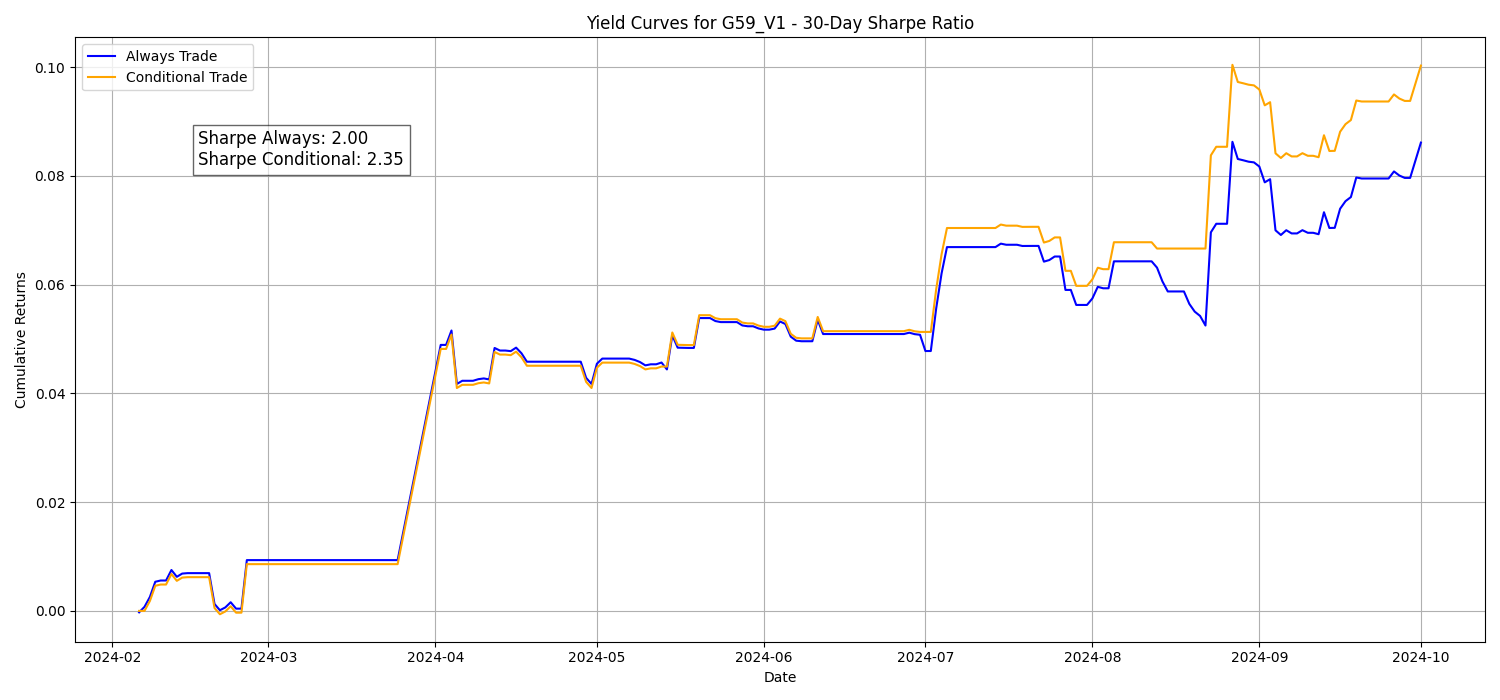 Yield Curves for G59_V1 - 30-Day Sharpe Ratio
Always Trade
Conditional Trade
Sharpe Always: 2.00
Sharpe Conditional: 2.35
Cumulative Returns
0.10
0.08
0.06
0.04
0.02
0.00
2024-02
2024-03
2024-04
2024-05
2024-06
2024-07
2024-08
2024-09
2024-10
Date